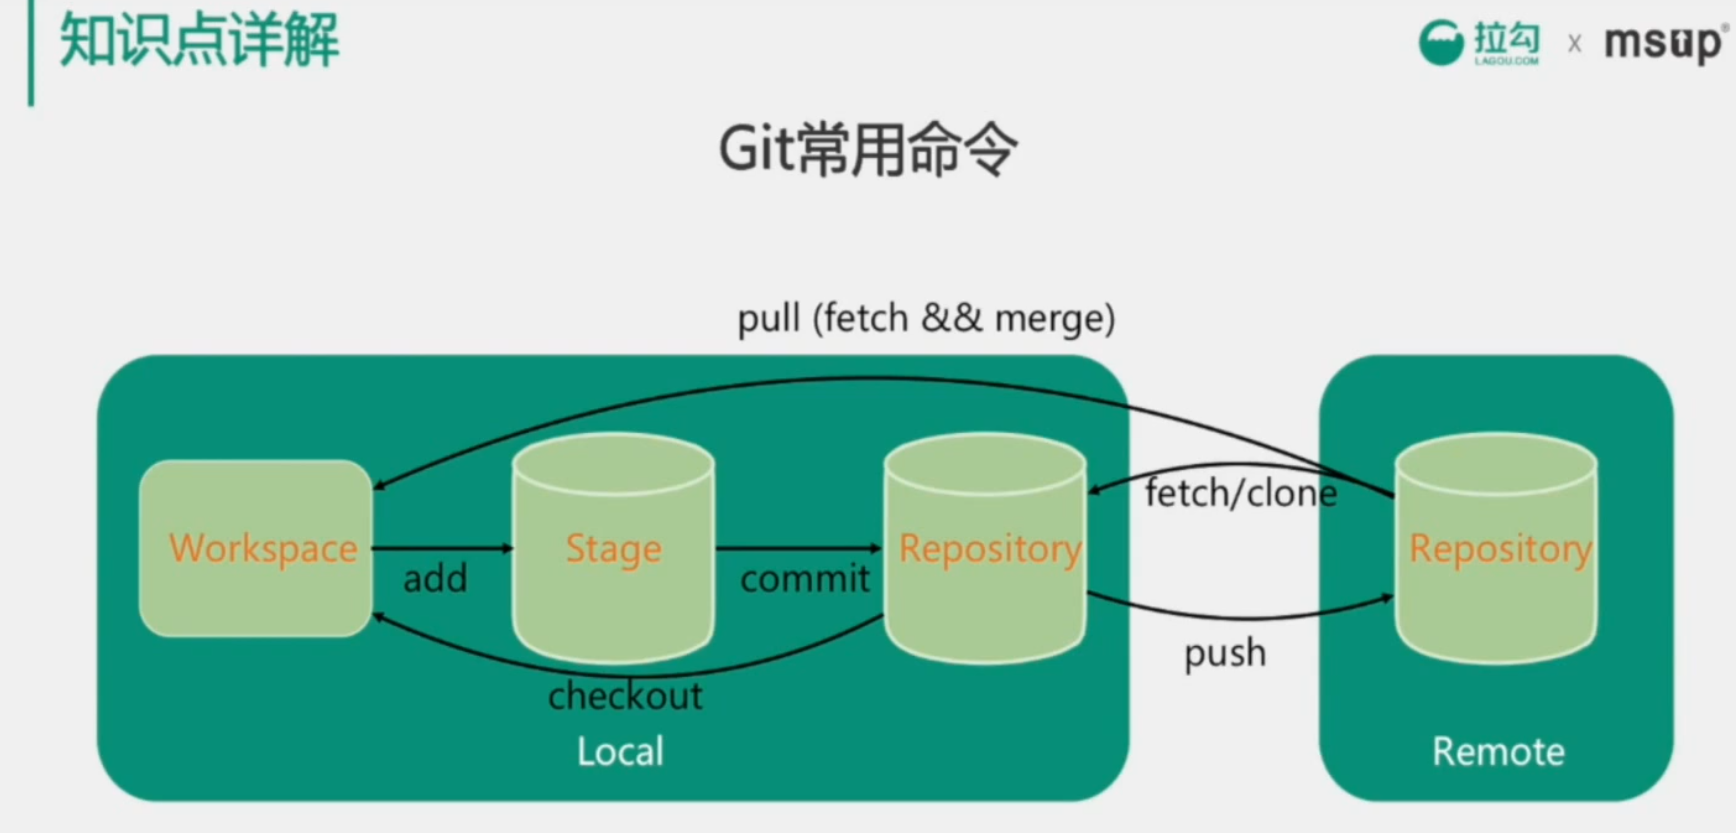 知识点详解
拉勾
LAGOU.COM
x
msup®
Git常用命令
pull (fetch && merge)
fetch/clone
Workspace
add
Stage
commit
Repository
Repository
checkout
push
Local
Remote